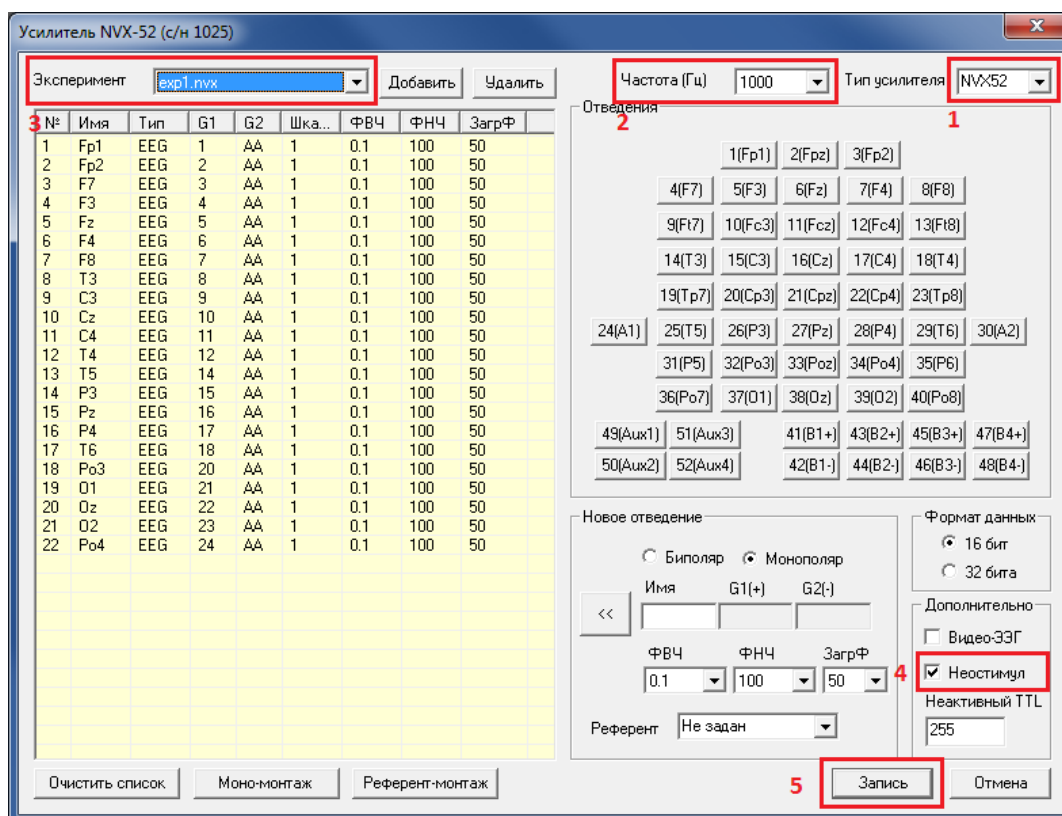 Усилитель NVX-52 (с/н 1025)
Эксперимент exp1.nvx Добавить Удалить Частота (Гц) 1000 Тип усилителя NVX52
3 2 1
№ Имя Тип G1 G2 Шка... ФВЧ ФНЧ ЗагрФ
1 Fp1 EEG 1 AA 1 0.1 100 50
2 Fp2 EEG 2 AA 1 0.1 100 50
3 F7 EEG 3 AA 1 0.1 100 50
4 F3 EEG 4 AA 1 0.1 100 50
5 Fz EEG 5 AA 1 0.1 100 50
6 F4 EEG 6 AA 1 0.1 100 50
7 F8 EEG 7 AA 1 0.1 100 50
8 T3 EEG 8 AA 1 0.1 100 50
9 C3 EEG 9 AA 1 0.1 100 50
10 Cz EEG 10 AA 1 0.1 100 50
11 C4 EEG 11 AA 1 0.1 100 50
12 T4 EEG 12 AA 1 0.1 100 50
13 T5 EEG 14 AA 1 0.1 100 50
14 P3 EEG 15 AA 1 0.1 100 50
15 Pz EEG 16 AA 1 0.1 100 50
16 P4 EEG 17 AA 1 0.1 100 50
17 T6 EEG 18 AA 1 0.1 100 50
18 Po3 EEG 20 AA 1 0.1 100 50
19 O1 EEG 21 AA 1 0.1 100 50
20 Oz EEG 22 AA 1 0.1 100 50
21 O2 EEG 23 AA 1 0.1 100 50
22 Po4 EEG 24 AA 1 0.1 100 50
Очистить список Моно-монтаж Референт-монтаж
Отведения
1(Fp1) 2(Fpz) 3(Fp2)
4(F7) 5(F3) 6(Fz) 7(F4) 8(F8)
9(Ft7) 10(Fc3) 11(Fcz) 12(Fc4) 13(Ft8)
14(T3) 15(C3) 16(Cz) 17(C4) 18(T4)
19(Tp7) 20(Cp3) 21(Cpz) 22(Cp4) 23(Tp8)
24(A1) 25(T5) 26(P3) 27(Pz) 28(P4) 29(T6) 30(A2)
31(P5) 32(Po3) 33(Poz) 34(Po4) 35(P6)
36(Po7) 37(O1) 38(Oz) 39(O2) 40(Po8)
49(Aux1) 51(Aux3) 41(B1+) 43(B2+) 45(B3+) 47(B4+)
50(Aux2) 52(Aux4) 42(B1-) 44(B2-) 46(B3-) 48(B4-)
Новое отведение
Биполяр Монополяр
Имя G1(+) G2(-)
<<
ФВЧ ФНЧ ЗагрФ
0.1 100 50
Референт Не задан
Формат данных
16 бит
32 бита
Дополнительно
Видео-ЭЭГ
4 Неостимул
Неактивный TTL
255
5 Запись Отмена